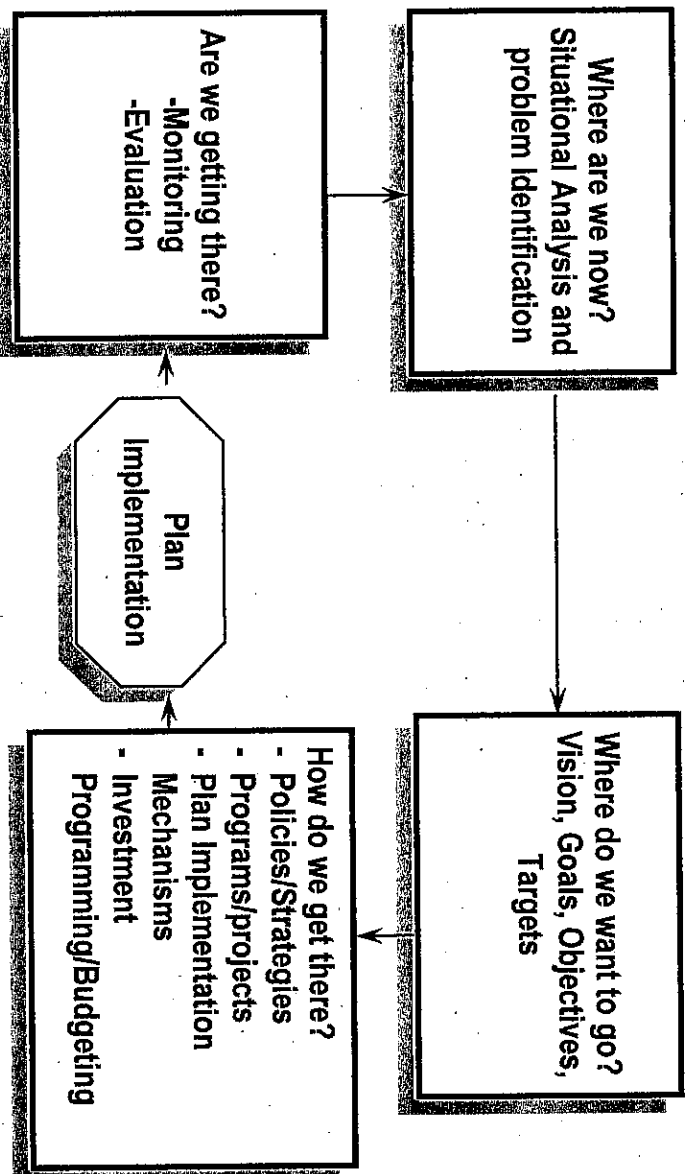 Where are we now?
Situational Analysis and
problem Identification
Where do we want to go?
Vision, Goals, Objectives,
Targets
How do we get there?
- Policies/Strategies
- Programs/projects
- Plan Implementation
Mechanisms
- Investment
Programming/Budgeting
Plan
Implementation
Are we getting there?
-Monitoring
-Evaluation